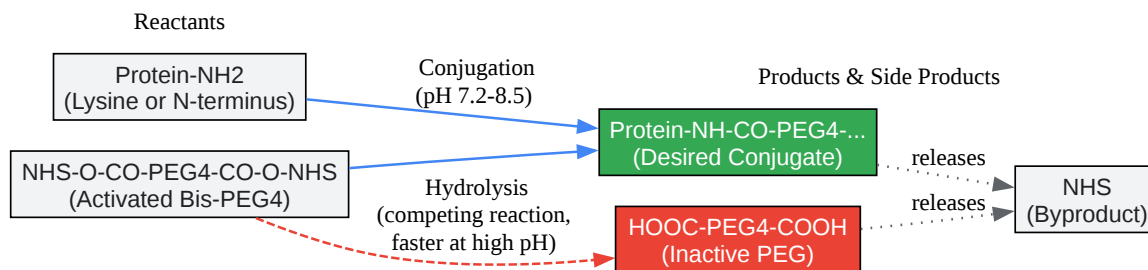 Reactants
Protein-NH2
(Lysine or N-terminus)
NHS-O-CO-PEG4-CO-O-NHS
(Activated Bis-PEG4)
Conjugation
(pH 7.2-8.5)
Hydrolysis
(competing reaction,
faster at high pH)
Products & Side Products
Protein-NH-CO-PEG4-...
(Desired Conjugate)
HOOC-PEG4-COOH
(Inactive PEG)
releases
releases
NHS
(Byproduct)